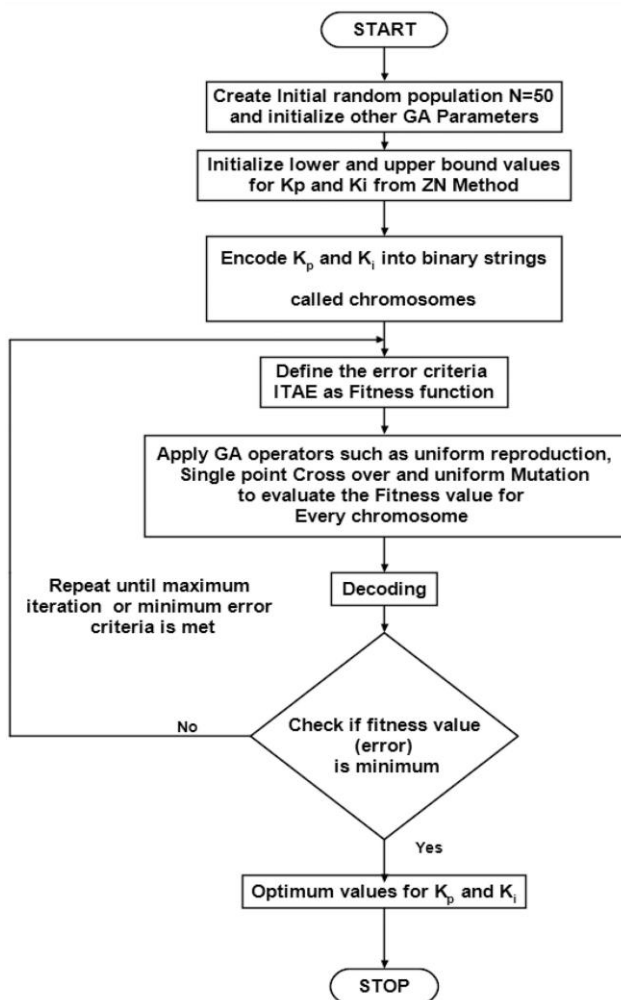 START
Create Initial random population N=50
and initialize other GA Parameters
Initialize lower and upper bound values
for Kp and Ki from ZN Method
Encode Kp and Ki into binary strings
called chromosomes
Define the error criteria
ITAE as Fitness function
Apply GA operators such as uniform reproduction,
Single point Cross over and uniform Mutation
to evaluate the Fitness value for
Every chromosome
Decoding
Repeat until maximum
iteration or minimum error
criteria is met
No
Check if fitness value
(error)
is minimum
Yes
Optimum values for Kp and Ki
STOP